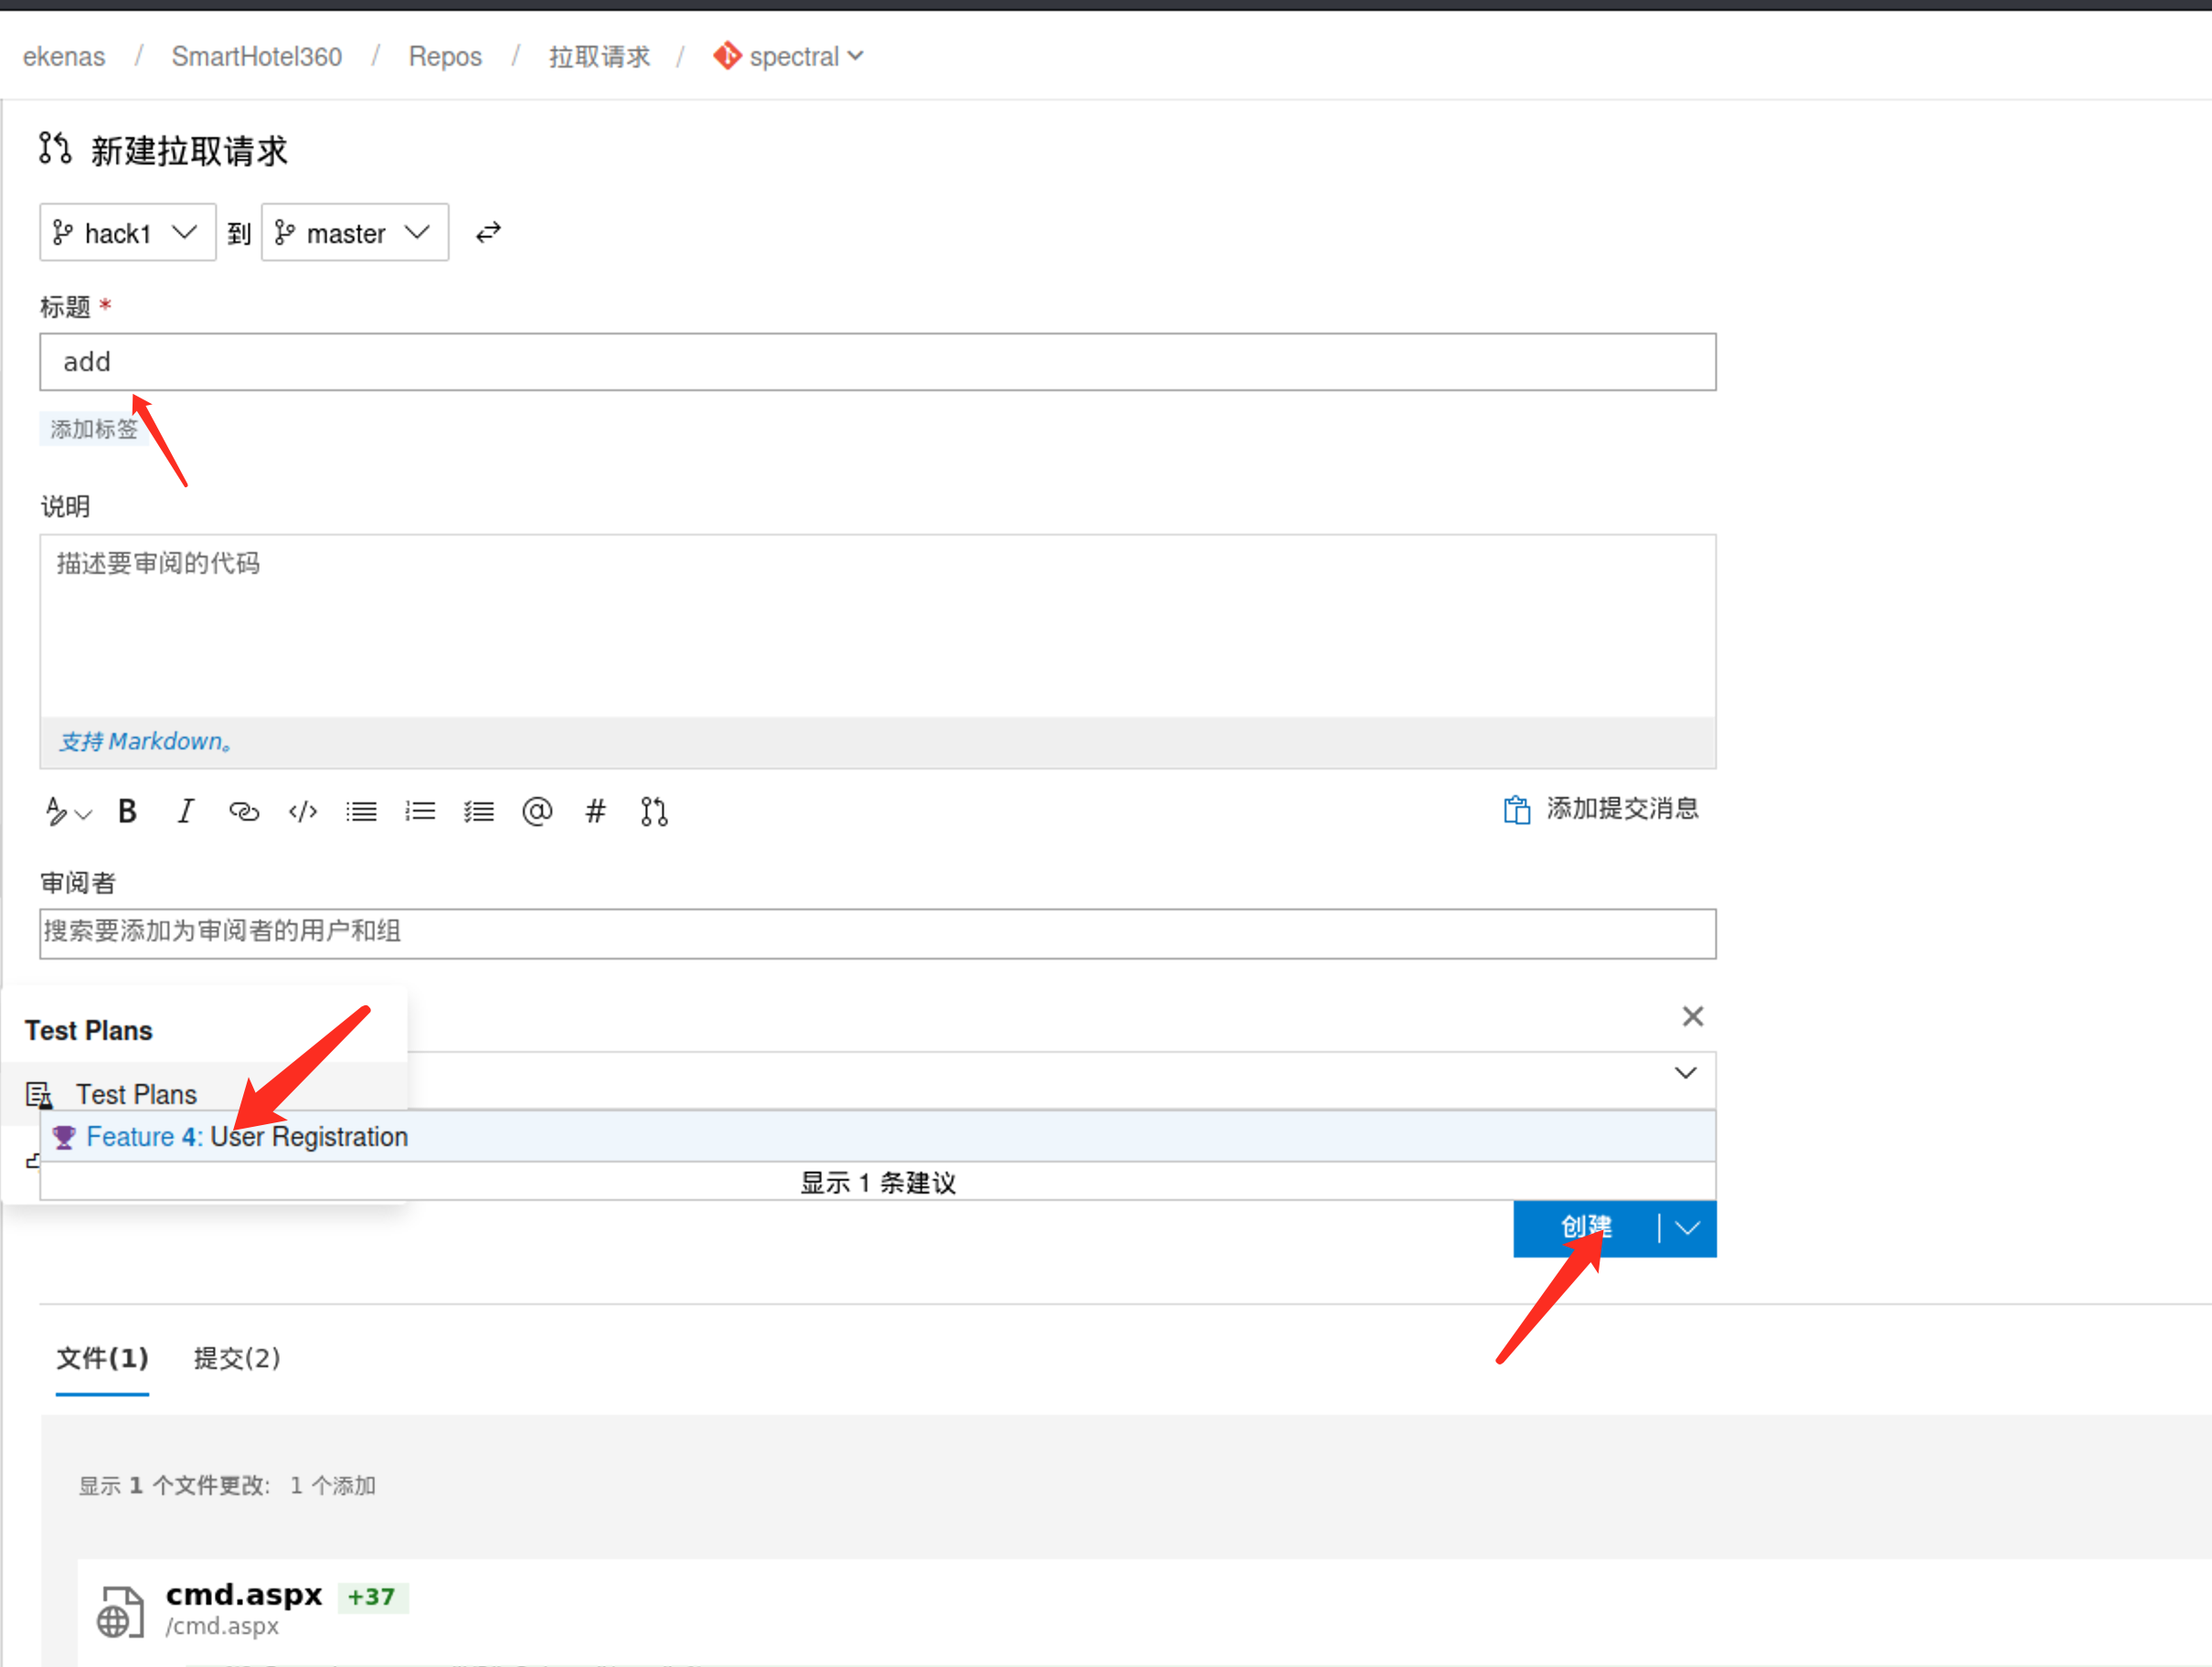 ekenas / SmartHotel360 / Repos / 拉取请求 / spectral
新建拉取请求
hack1 到 master
标题 *
add
添加标签
说明
描述要审阅的代码
支持 Markdown。
B I </> @ #
添加提交消息
审阅者
搜索要添加为审阅者的用户和组
Test Plans
Test Plans
Feature 4: User Registration
显示 1 条建议
创建
文件(1) 提交(2)
显示 1 个文件更改: 1 个添加
cmd.aspx +37
/cmd.aspx